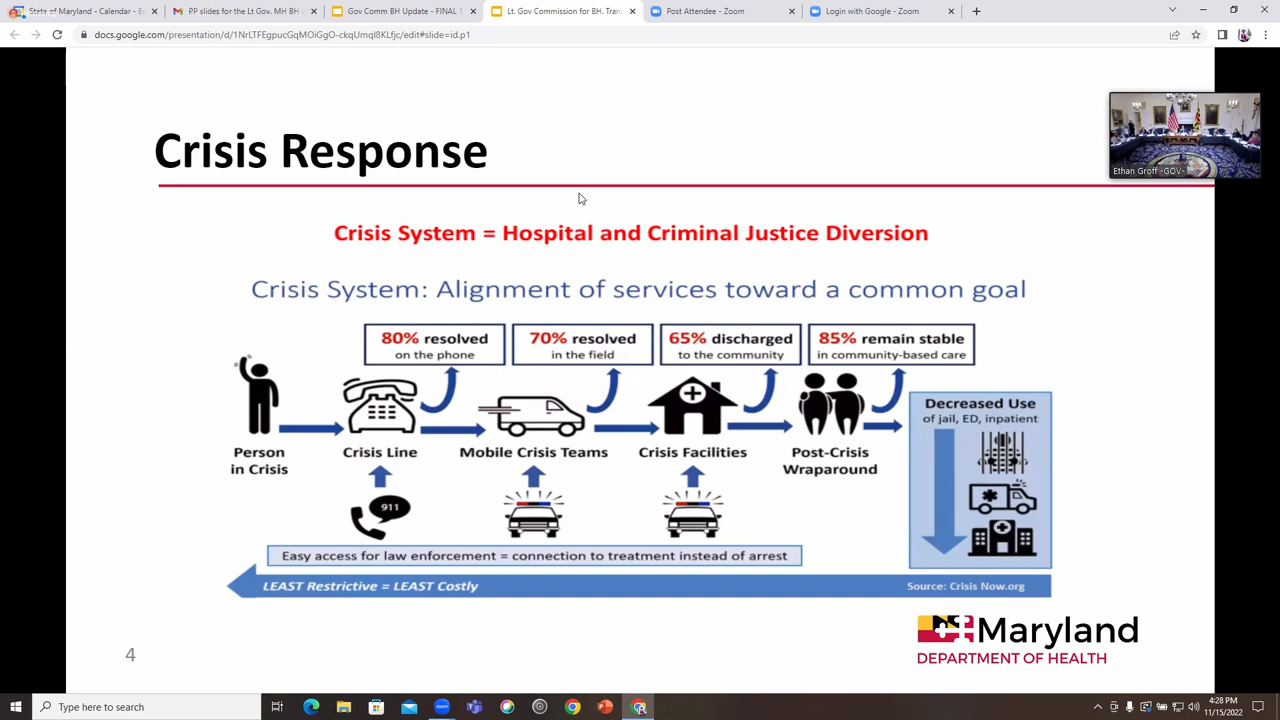 State of Maryland - Calendar - Ca
PP slides for the Lt Gov. MH BH
Gov Comm BH Update - FINAL
Lt. Gov Commission for BH. Tran
Post Attendee - Zoom
Login with Google - Zoom
docs.google.com/presentation/d/1NrLTFEgpucGqMOiGgO-ckqUmqI8KLfjc/edit#slide=id.p1
Crisis Response
Ethan Groff -GOV-
Crisis System = Hospital and Criminal Justice Diversion
Crisis System: Alignment of services toward a common goal
80% resolved
on the phone
70% resolved
in the field
65% discharged
to the community
85% remain stable
in community-based care
Decreased Use
of jail, ED, inpatient
Person
in Crisis
Crisis Line
Mobile Crisis Teams
Crisis Facilities
Post-Crisis
Wraparound
911
Easy access for law enforcement = connection to treatment instead of arrest
LEAST Restrictive = LEAST Costly
Source: Crisis Now.org
Maryland
DEPARTMENT OF HEALTH
4
Type here to search
4:28 PM
11/15/2022